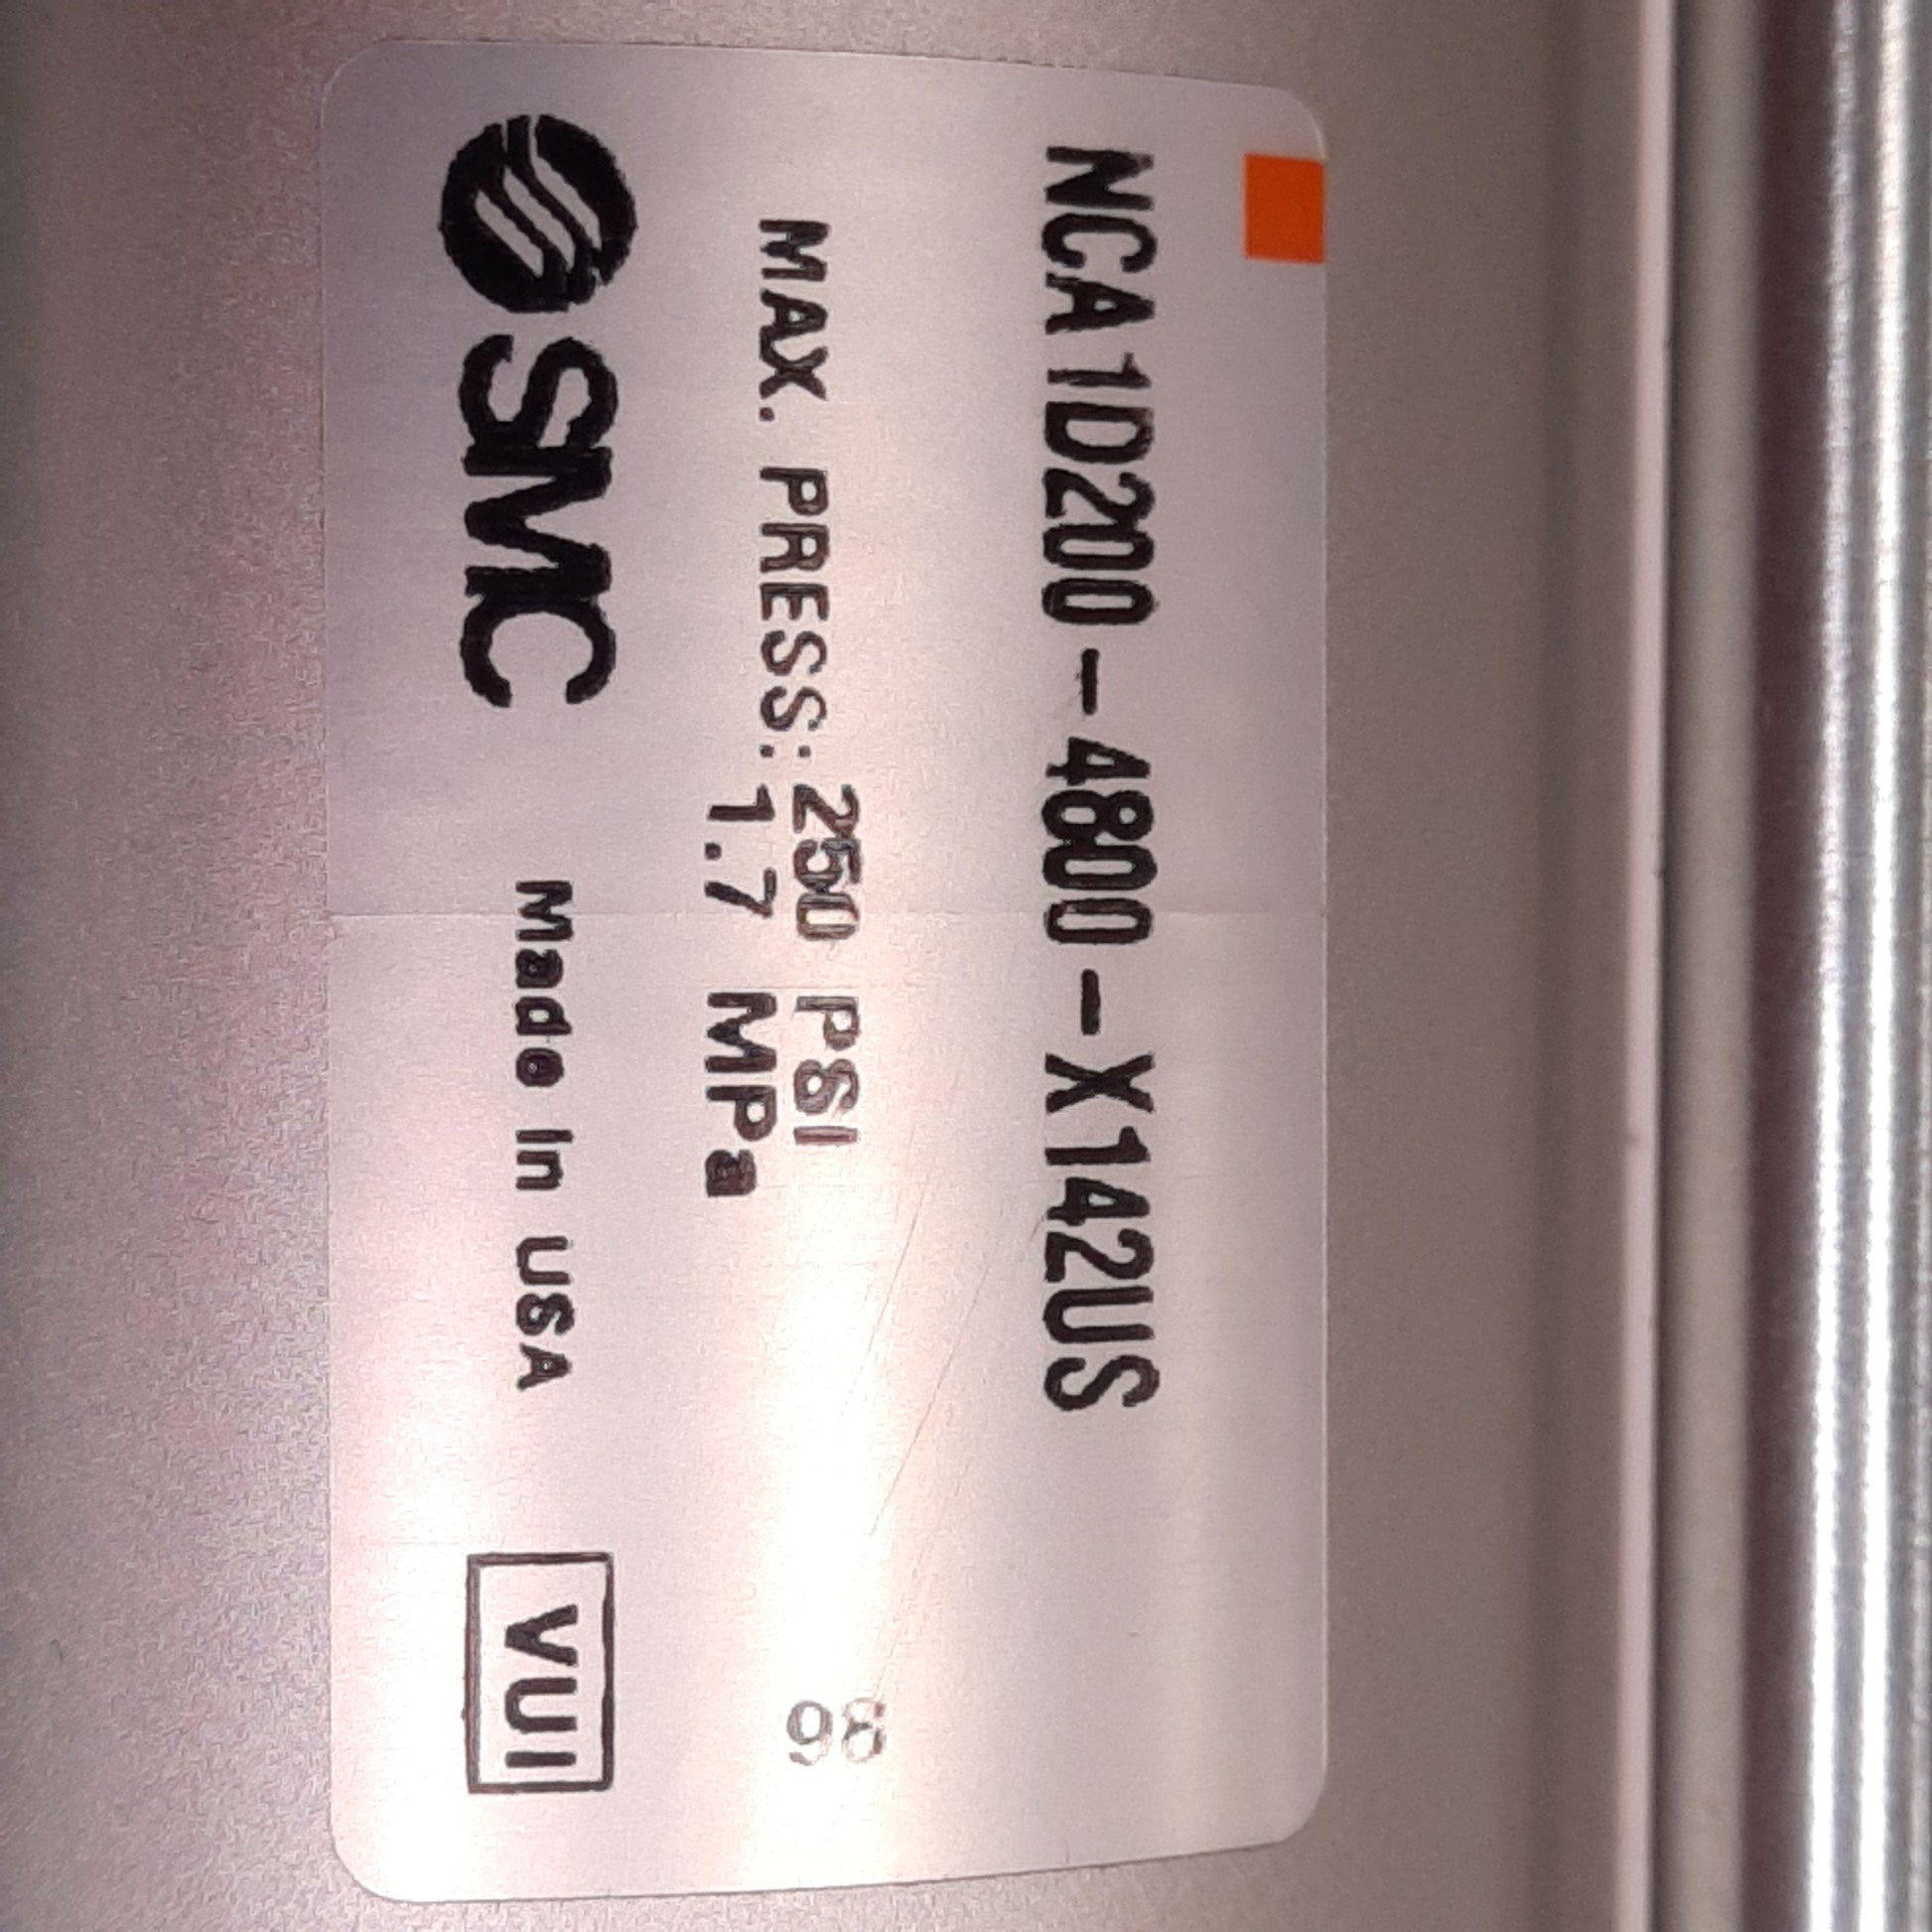 NCA1D200-4800-X142US
MAX. PRESS: 250 PSI
1.7 MPa
98
SMC
Made In USA
VUI